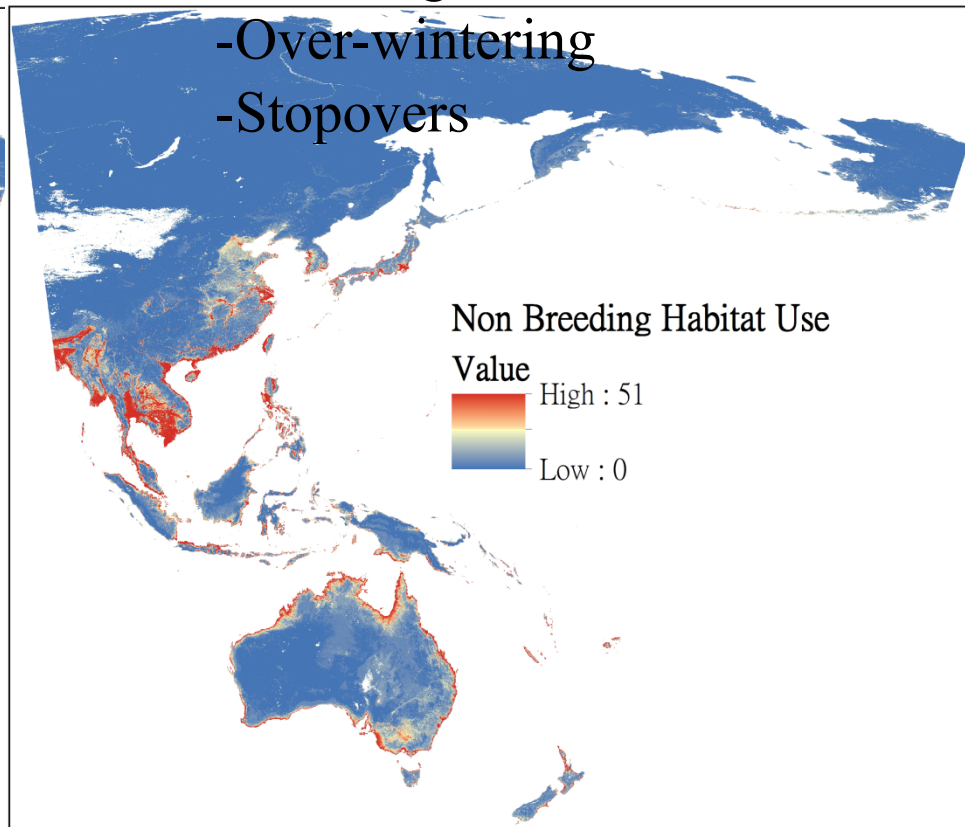 -Over-wintering
-Stopovers
Non Breeding Habitat Use
Value
High : 51
Low : 0